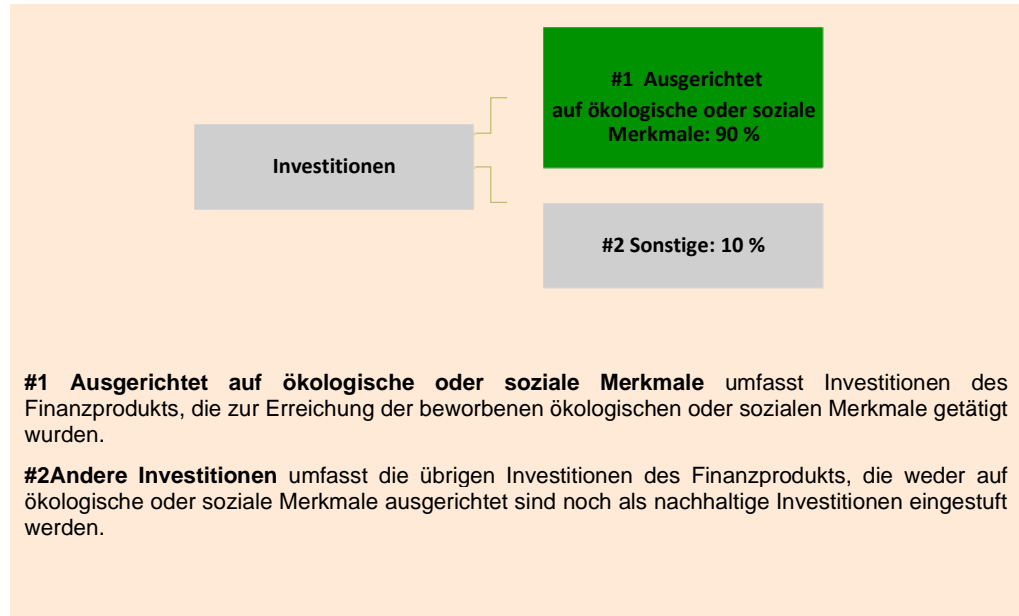 #1 Ausgerichtet
auf ökologische oder soziale
Merkmale: 90 %
Investitionen
#2 Sonstige: 10 %
#1 Ausgerichtet auf ökologische oder soziale Merkmale umfasst Investitionen des
Finanzprodukts, die zur Erreichung der beworbenen ökologischen oder sozialen Merkmale getätigt
wurden.
#2Andere Investitionen umfasst die übrigen Investitionen des Finanzprodukts, die weder auf
ökologische oder soziale Merkmale ausgerichtet sind noch als nachhaltige Investitionen eingestuft
werden.